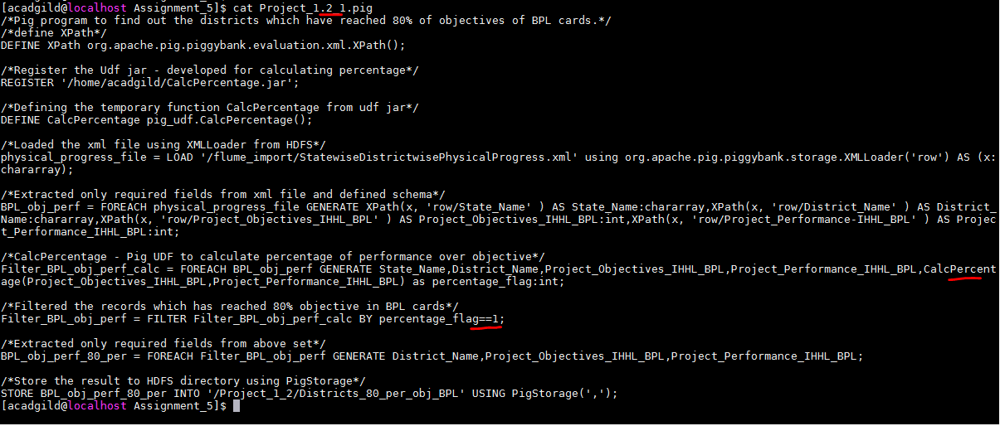 [acadgild@localhost Assignment_5]$ cat Project_1.2_1.pig
/*Pig program to find out the districts which have reached 80% of objectives of BPL cards.*/
/*define XPath*/
DEFINE XPath org.apache.pig.piggybank.evaluation.xml.XPath();

/*Register the Udf jar - developed for calculating percentage*/
REGISTER '/home/acadgild/CalcPercentage.jar';

/*Defining the temporary function CalcPercentage from udf jar*/
DEFINE CalcPercentage pig_udf.CalcPercentage();

/*Loaded the xml file using XMLLoader from HDFS*/
physical_progress_file = LOAD '/flume_import/StatewiseDistrictwisePhysicalProgress.xml' using org.apache.pig.piggybank.storage.XMLLoader('row') AS (x:
chararray);

/*Extracted only required fields from xml file and defined schema*/
BPL_obj_perf = FOREACH physical_progress_file GENERATE XPath(x, 'row/State_Name' ) AS State_Name:chararray,XPath(x, 'row/District_Name' ) AS District_
Name:chararray,XPath(x, 'row/Project_Objectives_IHHL_BPL' ) AS Project_Objectives_IHHL_BPL:int,XPath(x, 'row/Project_Performance-IHHL_BPL' ) AS Projec
t_Performance_IHHL_BPL:int;

/*CalcPercentage - Pig UDF to calculate percentage of performance over objective*/
Filter_BPL_obj_perf_calc = FOREACH BPL_obj_perf GENERATE State_Name,District_Name,Project_Objectives_IHHL_BPL,Project_Performance_IHHL_BPL,CalcPercent
age(Project_Objectives_IHHL_BPL,Project_Performance_IHHL_BPL) as percentage_flag:int;

/*Filtered the records which has reached 80% objective in BPL cards*/
Filter_BPL_obj_perf = FILTER Filter_BPL_obj_perf_calc BY percentage_flag==1;

/*Extracted only required fields from above set*/
BPL_obj_perf_80_per = FOREACH Filter_BPL_obj_perf GENERATE District_Name,Project_Objectives_IHHL_BPL,Project_Performance_IHHL_BPL;

/*Store the result to HDFS directory using PigStorage*/
STORE BPL_obj_perf_80_per INTO '/Project_1_2/Districts_80_per_obj_BPL' USING PigStorage(',');
[acadgild@localhost Assignment_5]$